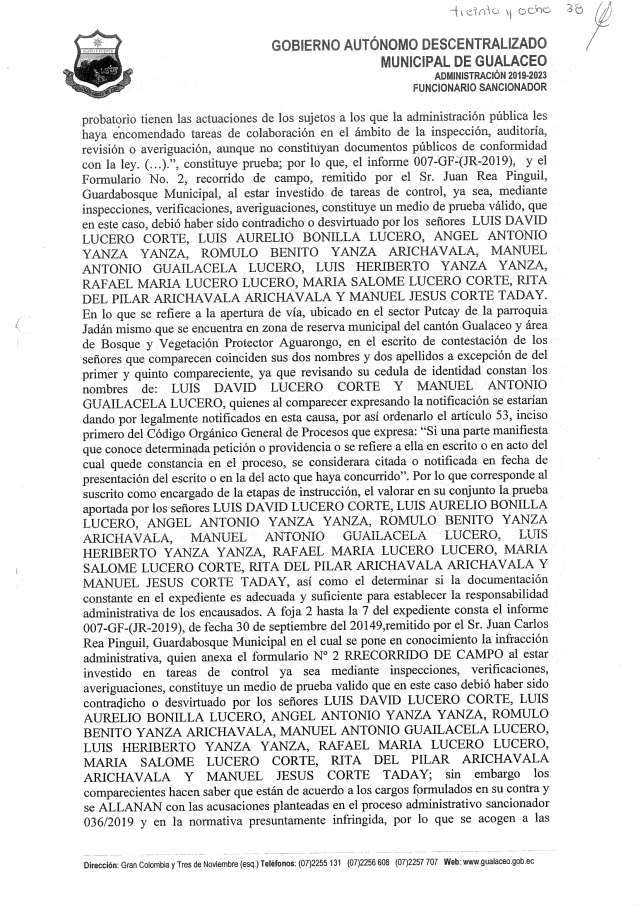 treinta y ocho 38
GOBIERNO AUTÓNOMO DESCENTRALIZADO
MUNICIPAL DE GUALACEO
ADMINISTRACIÓN 2019-2023
FUNCIONARIO SANCIONADOR
probatorio tienen las actuaciones de los sujetos a los que la administración pública les
haya encomendado tareas de colaboración en el ámbito de la inspección, auditoría,
revisión o averiguación, aunque no constituyan documentos públicos de conformidad
con la ley. (...).”, constituye prueba; por lo que, el informe 007-GF-(JR-2019), y el
Formulario No. 2, recorrido de campo, remitido por el Sr. Juan Rea Pinguil,
Guardabosque Municipal, al estar investido de tareas de control, ya sea, mediante
inspecciones, verificaciones, averiguaciones, constituye un medio de prueba válido, que
en este caso, debió haber sido contradicho o desvirtuado por los señores LUIS DAVID
LUCERO CORTE, LUIS AURELIO BONILLA LUCERO, ANGEL ANTONIO
YANZA YANZA, ROMULO BENITO YANZA ARICHAVALA, MANUEL
ANTONIO GUAILACELA LUCERO, LUIS HERIBERTO YANZA YANZA,
RAFAEL MARIA LUCERO LUCERO, MARIA SALOME LUCERO CORTE, RITA
DEL PILAR ARICHAVALA ARICHAVALA Y MANUEL JESUS CORTE TADAY.
En lo que se refiere a la apertura de vía, ubicado en el sector Putcay de la parroquia
Jadán mismo que se encuentra en zona de reserva municipal del cantón Gualaceo y área
de Bosque y Vegetación Protector Aguarongo, en el escrito de contestación de los
señores que comparecen coinciden sus dos nombres y dos apellidos a excepción de del
primer y quinto compareciente, ya que revisando su cedula de identidad constan los
nombres de: LUIS DAVID LUCERO CORTE Y MANUEL ANTONIO
GUAILACELA LUCERO, quienes al comparecer expresando la notificación se estarían
dando por legalmente notificados en esta causa, por así ordenarlo el artículo 53, inciso
primero del Código Orgánico General de Procesos que expresa: “Si una parte manifiesta
que conoce determinada petición o providencia o se refiere a ella en escrito o en acto del
cual quede constancia en el proceso, se considerara citada o notificada en fecha de
presentación del escrito o en la del acto que haya concurrido”. Por lo que corresponde al
suscrito como encargado de la etapas de instrucción, el valorar en su conjunto la prueba
aportada por los señores LUIS DAVID LUCERO CORTE, LUIS AURELIO BONILLA
LUCERO, ANGEL ANTONIO YANZA YANZA, ROMULO BENITO YANZA
ARICHAVALA, MANUEL ANTONIO GUAILACELA LUCERO, LUIS
HERIBERTO YANZA YANZA, RAFAEL MARIA LUCERO LUCERO, MARIA
SALOME LUCERO CORTE, RITA DEL PILAR ARICHAVALA ARICHAVALA Y
MANUEL JESUS CORTE TADAY, así como el determinar si la documentación
constante en el expediente es adecuada y suficiente para establecer la responsabilidad
administrativa de los encausados. A foja 2 hasta la 7 del expediente consta el informe
007-GF-(JR-2019), de fecha 30 de septiembre del 20149,remitido por el Sr. Juan Carlos
Rea Pinguil, Guardabosque Municipal en el cual se pone en conocimiento la infracción
administrativa, quien anexa el formulario N° 2 RRECORRIDO DE CAMPO al estar
investido en tareas de control ya sea mediante inspecciones, verificaciones,
averiguaciones, constituye un medio de prueba valido que en este caso debió haber sido
contradicho o desvirtuado por los señores LUIS DAVID LUCERO CORTE, LUIS
AURELIO BONILLA LUCERO, ANGEL ANTONIO YANZA YANZA, ROMULO
BENITO YANZA ARICHAVALA, MANUEL ANTONIO GUAILACELA LUCERO,
LUIS HERIBERTO YANZA YANZA, RAFAEL MARIA LUCERO LUCERO,
MARIA SALOME LUCERO CORTE, RITA DEL PILAR ARICHAVALA
ARICHAVALA Y MANUEL JESUS CORTE TADAY; sin embargo los
comparecientes hacen saber que están de acuerdo a los cargos formulados en su contra y
se ALLANAN con las acusaciones planteadas en el proceso administrativo sancionador
036/2019 y en la normativa presuntamente infringida, por lo que se acogen a las
Dirección: Gran Colombia y Tres de Noviembre (esq.) Teléfonos: (07)2255 131 (07)2256 608 (07)2257 707 Web: www.gualaceo.gob.ec